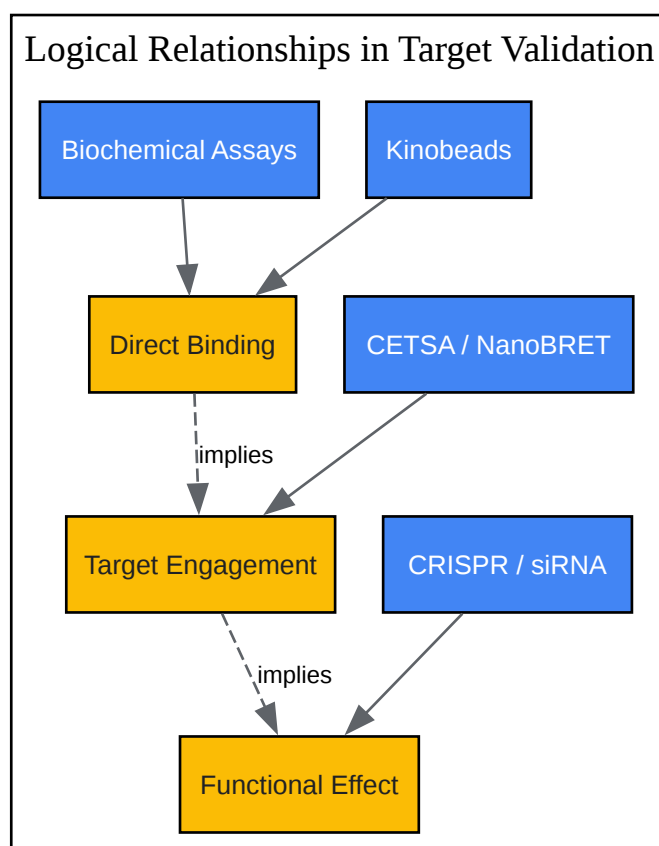 Logical Relationships in Target Validation
Biochemical Assays
Kinobeads
Direct Binding
CETSA / NanoBRET
implies
Target Engagement
CRISPR / siRNA
implies
Functional Effect